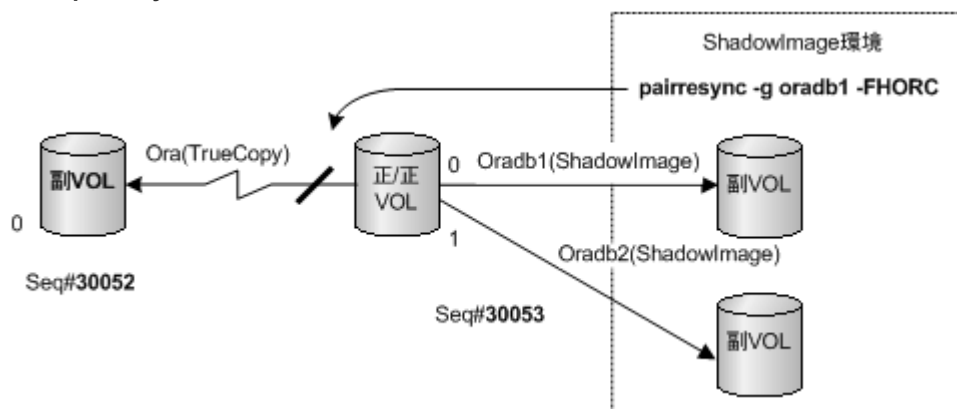 ShadowImage環境
pairresync -g oradb1 -FHORC
Ora(TrueCopy)
副VOL
正/正
VOL
0
Oradb1(ShadowImage)
副VOL
0
1
Oradb2(ShadowImage)
Seq#30052
Seq#30053
副VOL